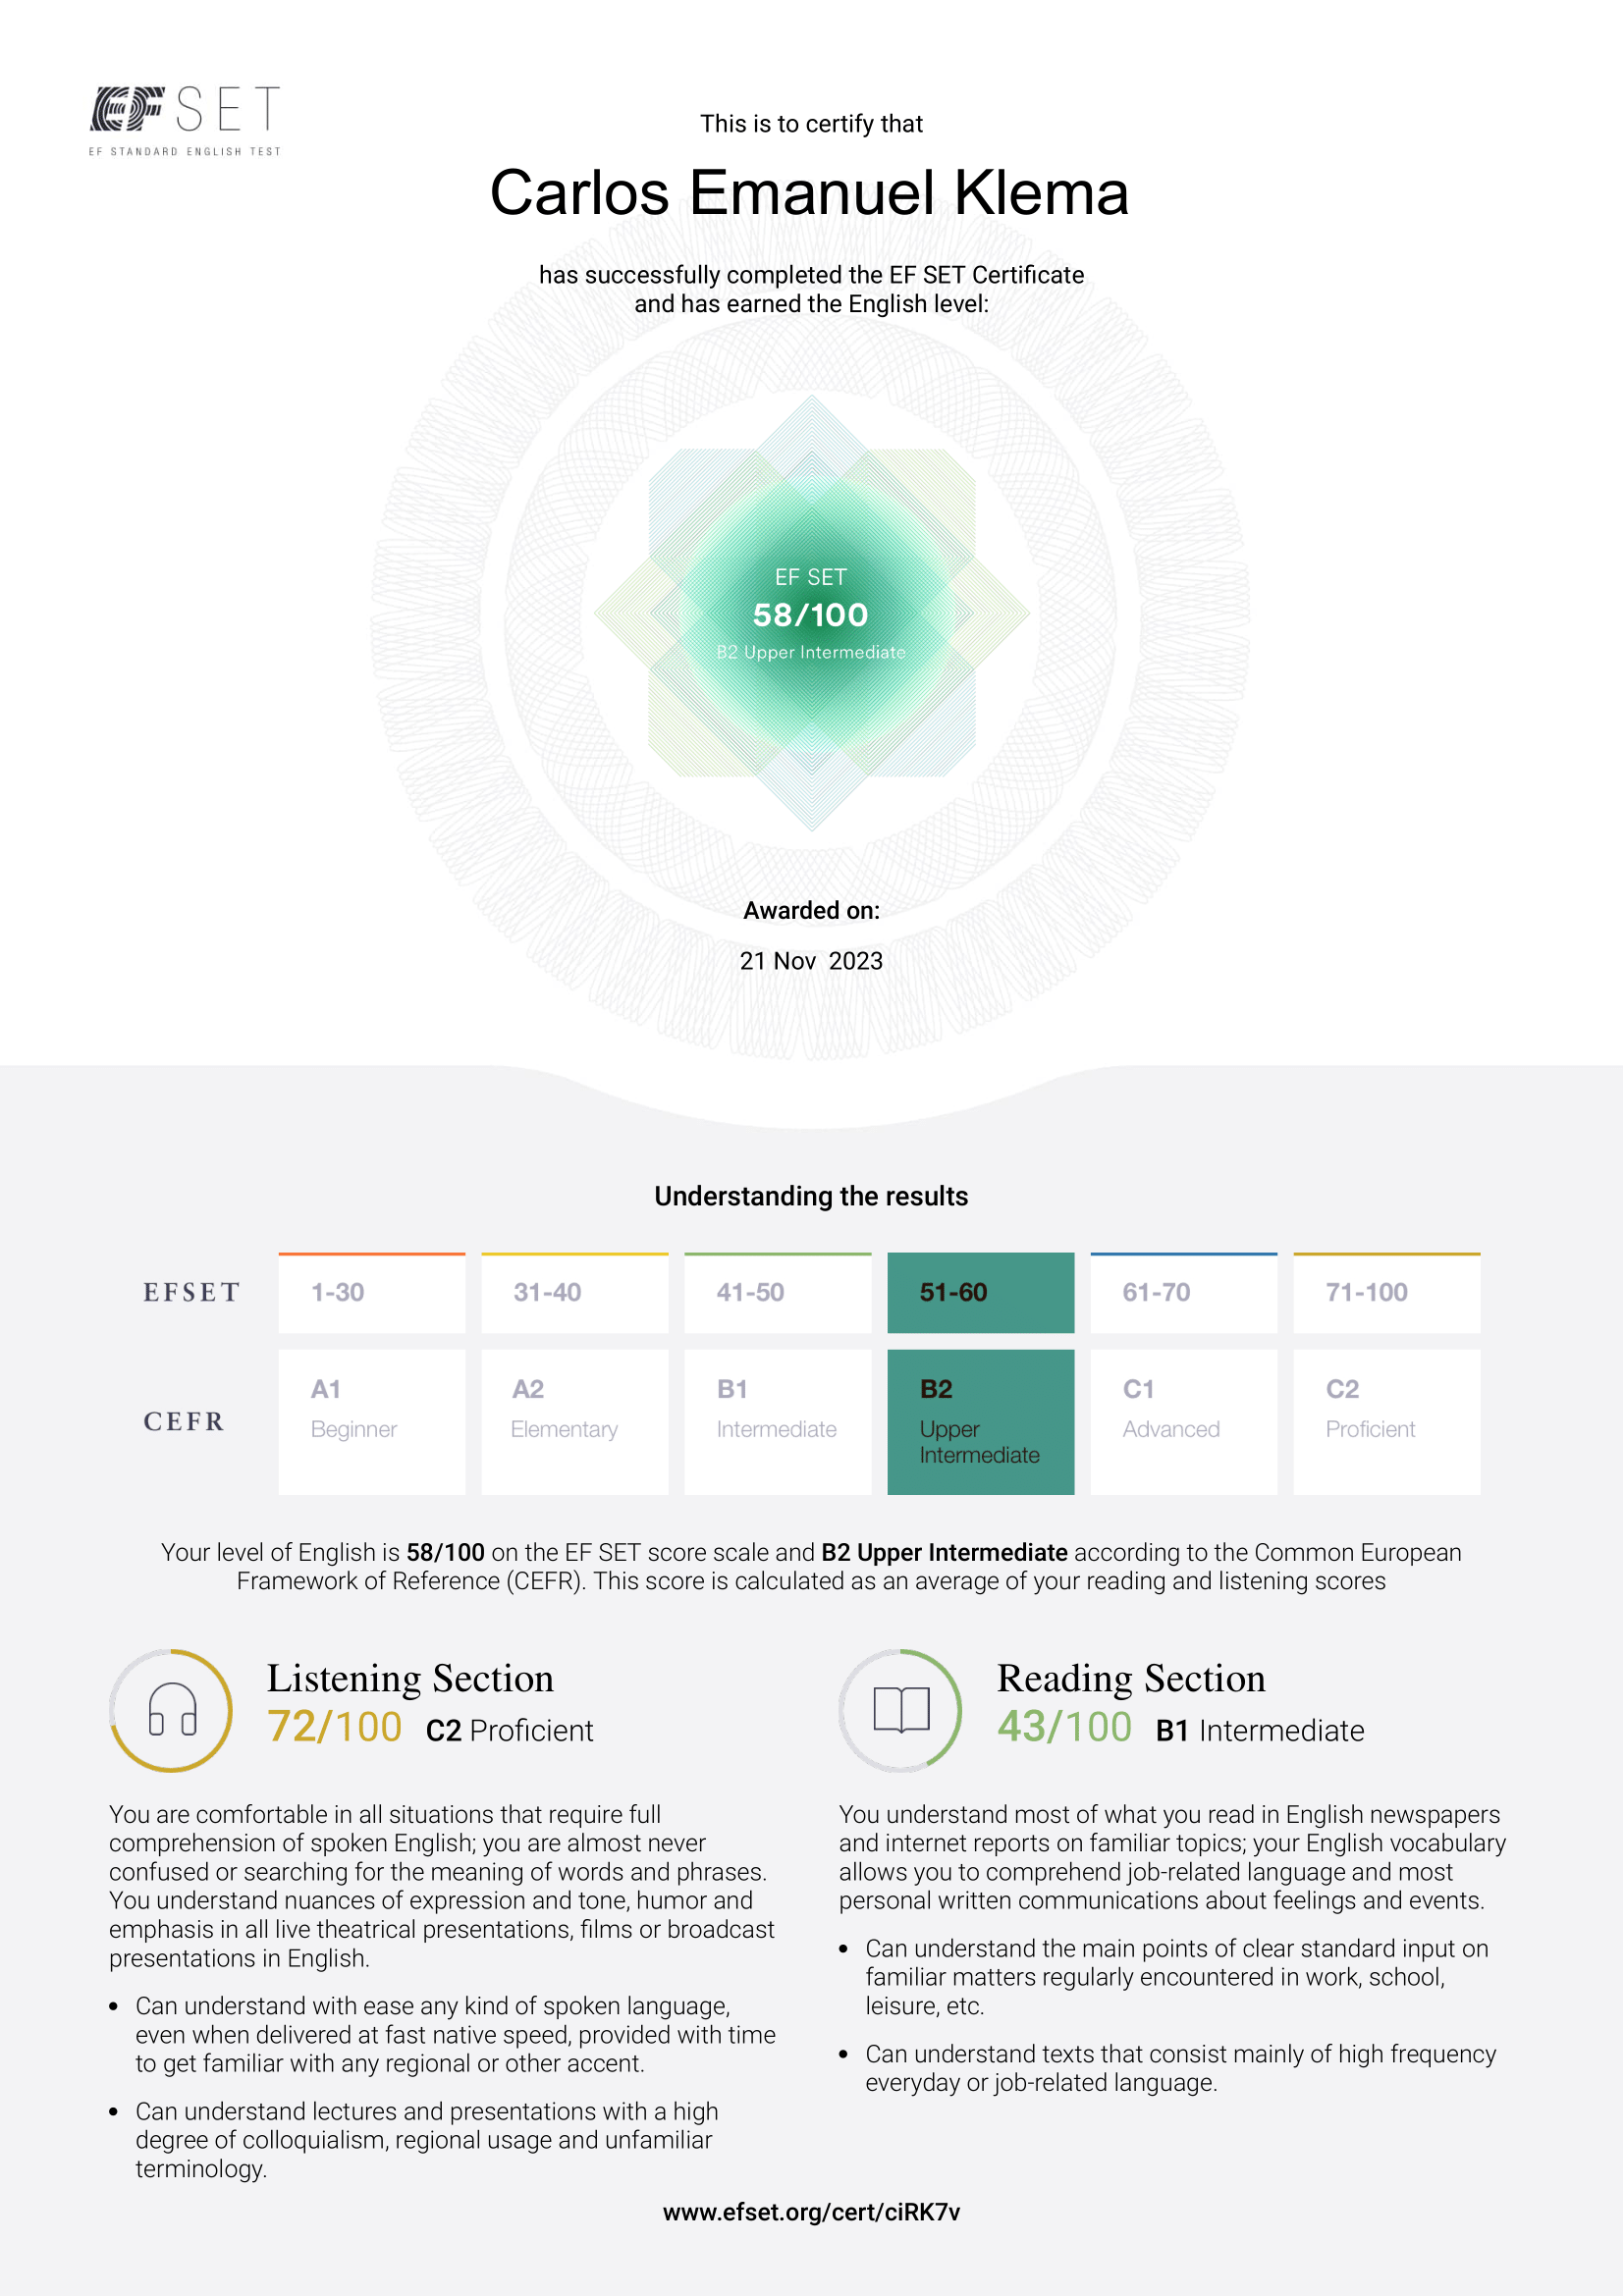 EF SET
EF STANDARD ENGLISH TEST
This is to certify that
Carlos Emanuel Klema
has successfully completed the EF SET Certificate
and has earned the English level:
EF SET
58/100
B2 Upper Intermediate
Awarded on:
21 Nov 2023
Understanding the results
EFSET 1-30 31-40 41-50 51-60 61-70 71-100
CEFR
A1 A2 B1 B2 C1 C2
Beginner Elementary Intermediate Upper Advanced Proficient
Intermediate
Your level of English is 58/100 on the EF SET score scale and B2 Upper Intermediate according to the Common European
Framework of Reference (CEFR). This score is calculated as an average of your reading and listening scores
Listening Section
72/100 C2 Proficient
You are comfortable in all situations that require full
comprehension of spoken English; you are almost never
confused or searching for the meaning of words and phrases.
You understand nuances of expression and tone, humor and
emphasis in all live theatrical presentations, films or broadcast
presentations in English.
• Can understand with ease any kind of spoken language,
even when delivered at fast native speed, provided with time
to get familiar with any regional or other accent.
• Can understand lectures and presentations with a high
degree of colloquialism, regional usage and unfamiliar
terminology.
Reading Section
43/100 B1 Intermediate
You understand most of what you read in English newspapers
and internet reports on familiar topics; your English vocabulary
allows you to comprehend job-related language and most
personal written communications about feelings and events.
• Can understand the main points of clear standard input on
familiar matters regularly encountered in work, school,
leisure, etc.
• Can understand texts that consist mainly of high frequency
everyday or job-related language.
www.efset.org/cert/ciRK7v